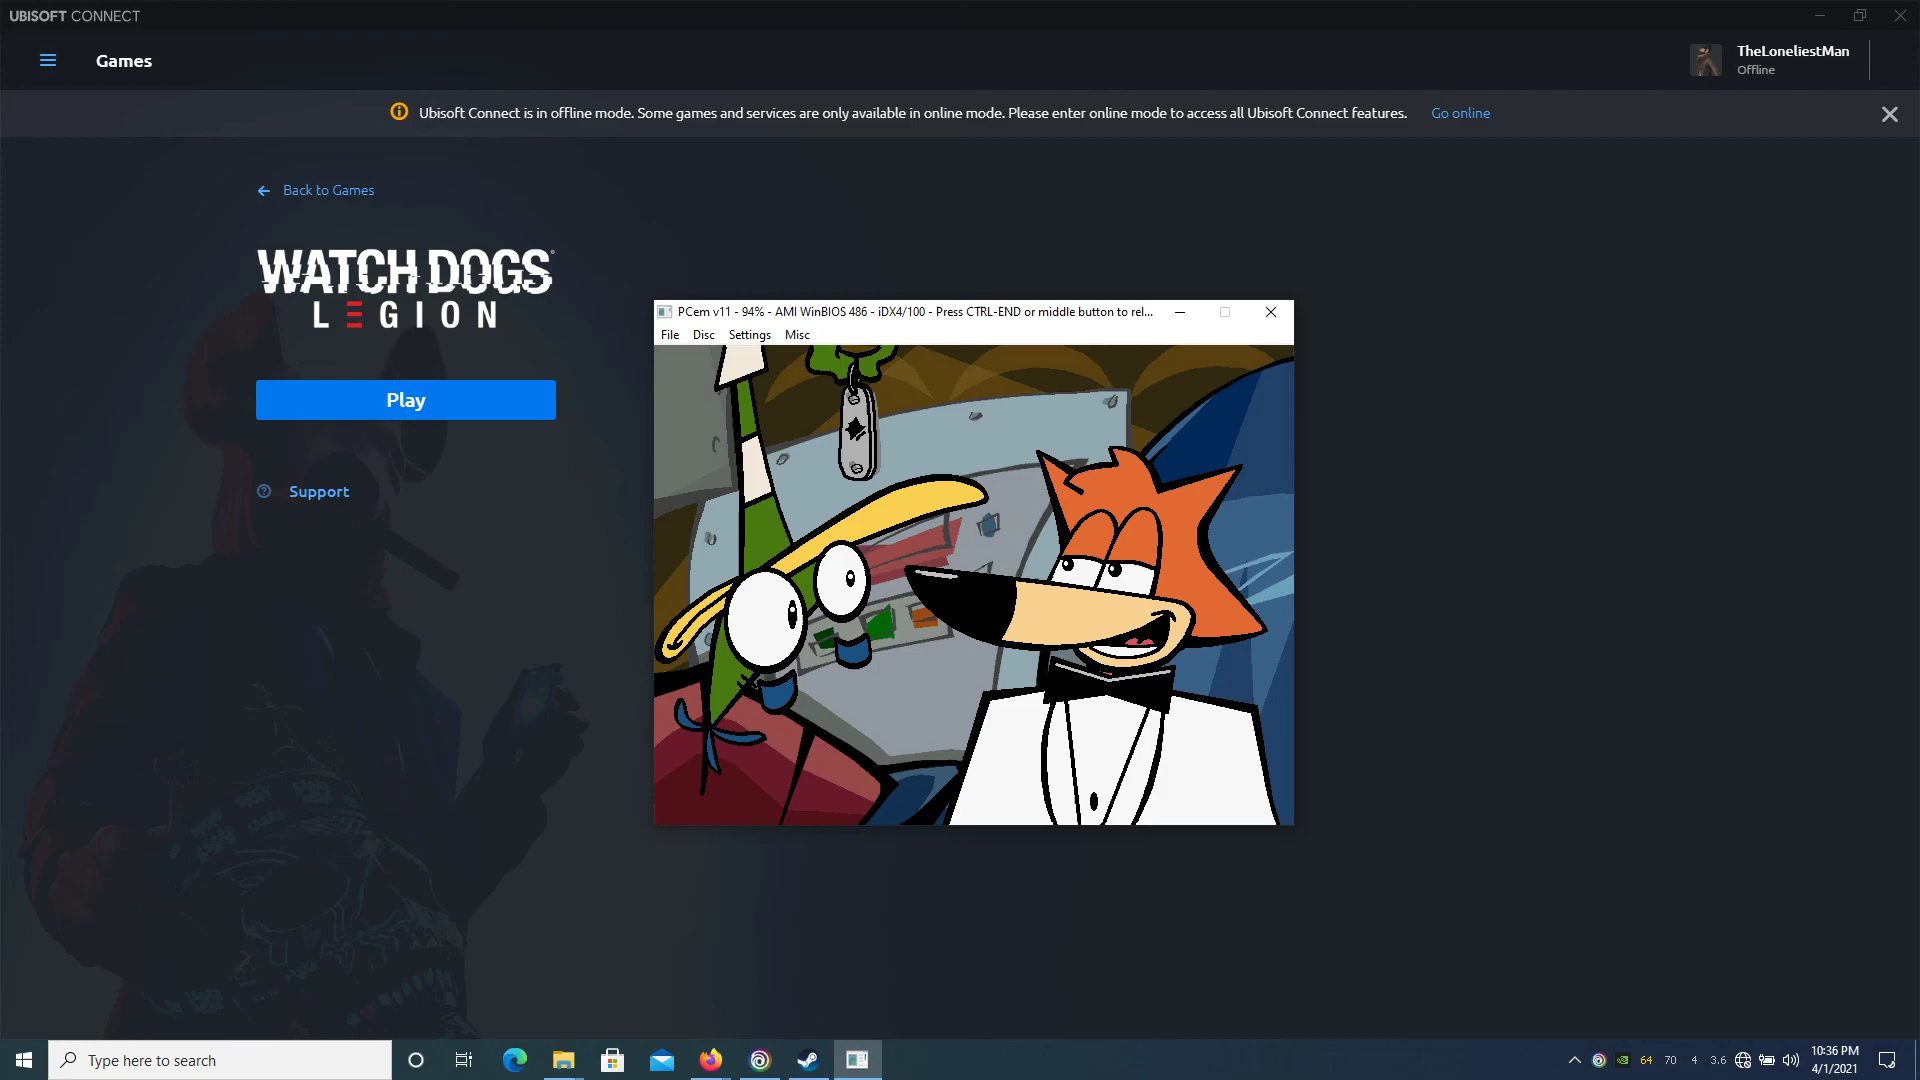 UBISOFT CONNECT
Games
TheLoneliestMan
Offline
Ubisoft Connect is in offline mode. Some games and services are only available in online mode. Please enter online mode to access all Ubisoft Connect features. Go online
Back to Games
WATCH DOGS
LEGION
Play
Support
PCem v11 - 94% - AMI WinBIOS 486 - iDX4/100 - Press CTRL-END or middle button to rel...
File Disc Settings Misc
Type here to search
64 70 4 3.6
10:36 PM
4/1/2021